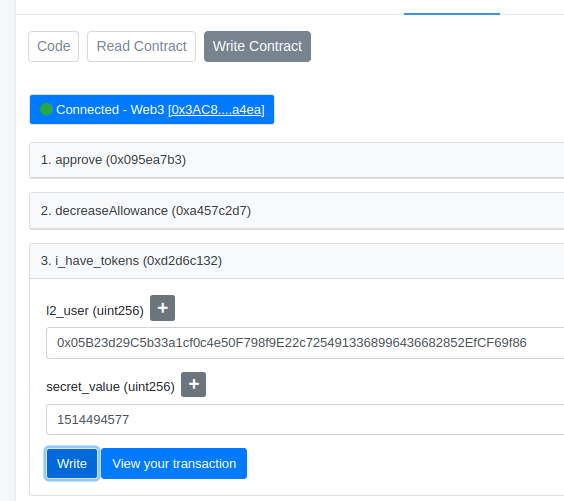 Code Read Contract Write Contract
Connected - Web3 [0x3AC8....a4ea]
1. approve (0x095ea7b3)
2. decreaseAllowance (0xa457c2d7)
3. i_have_tokens (0xd2d6c132)
l2_user (uint256) +
0x05B23d29C5b33a1cf0c4e50F798f9E22c7254913368996436682852EfCF69f86
secret_value (uint256) +
1514494577
Write View your transaction